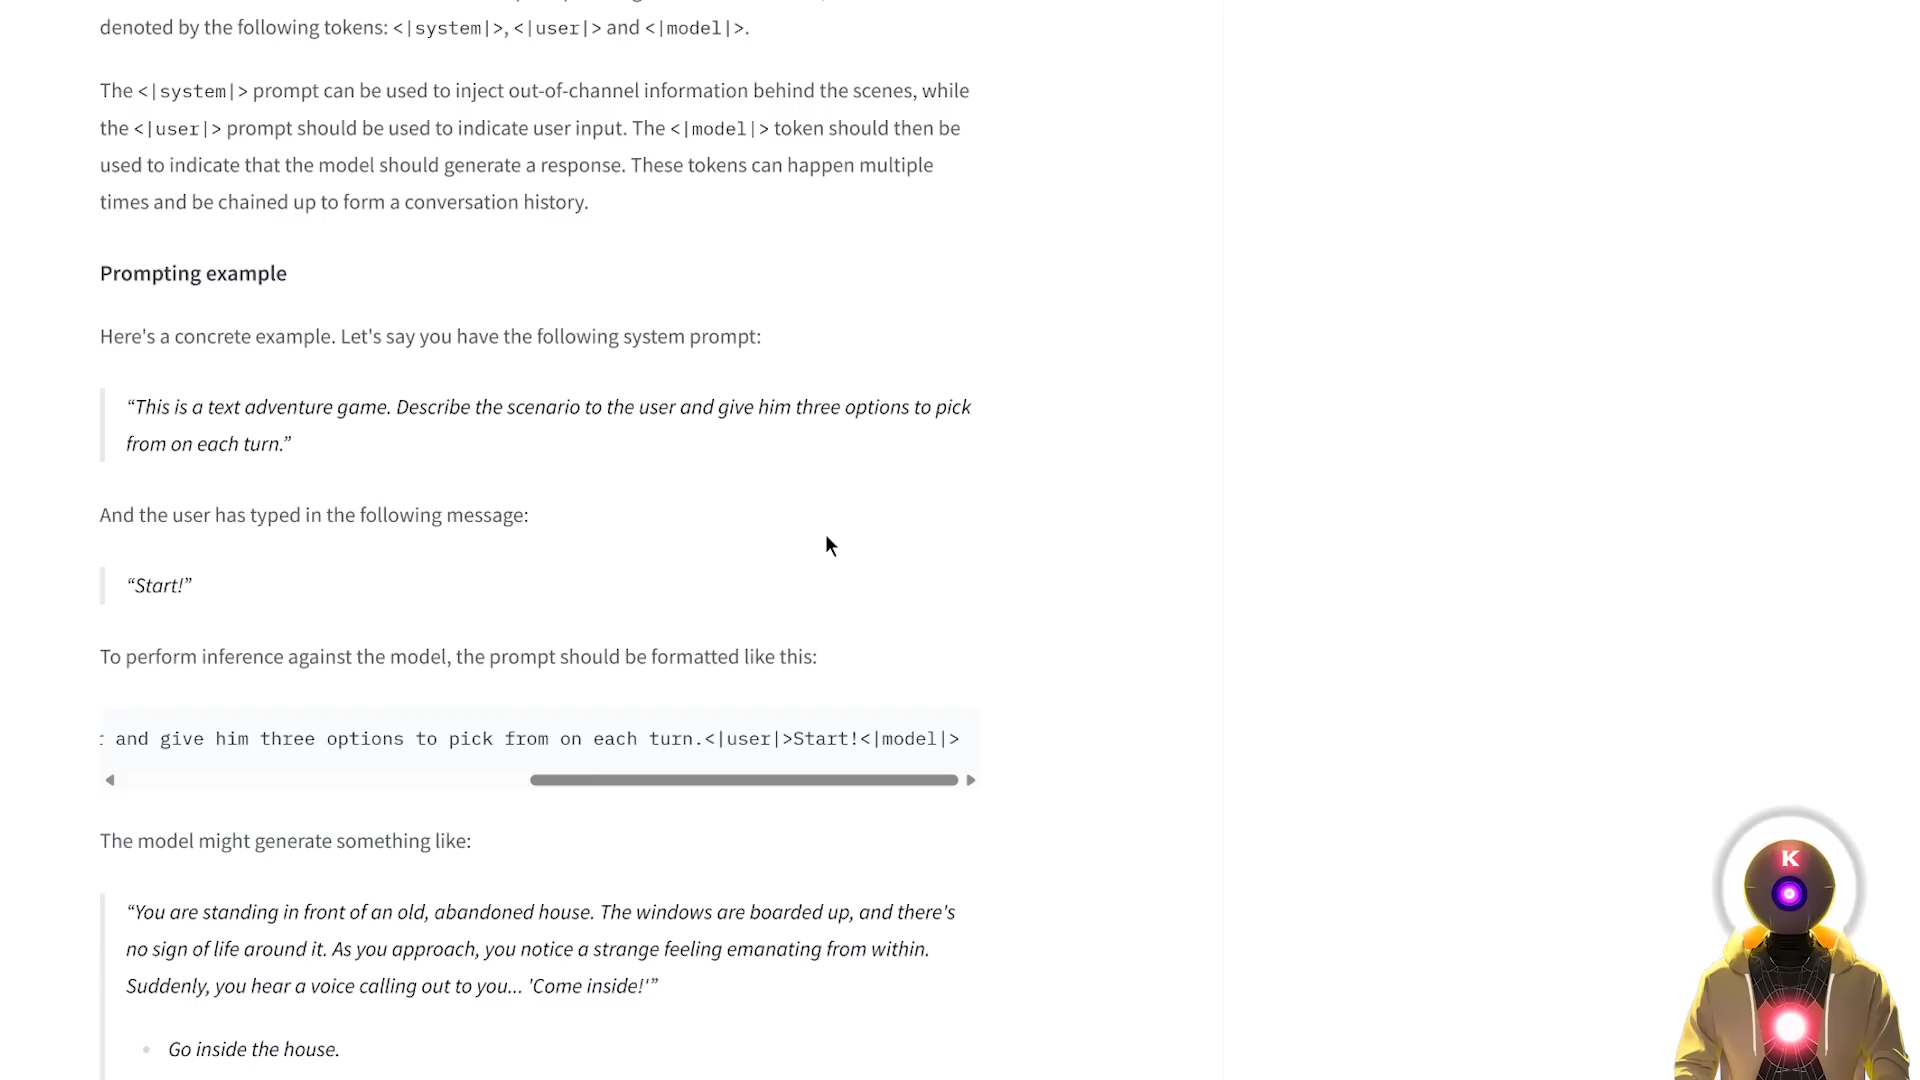 denoted by the following tokens: <|system|>, <|user|> and <|model|>.
The <|system|> prompt can be used to inject out-of-channel information behind the scenes, while
the <|user|> prompt should be used to indicate user input. The <|model|> token should then be
used to indicate that the model should generate a response. These tokens can happen multiple
times and be chained up to form a conversation history.
Prompting example
Here's a concrete example. Let's say you have the following system prompt:
“This is a text adventure game. Describe the scenario to the user and give him three options to pick
from on each turn.”
And the user has typed in the following message:
“Start!”
To perform inference against the model, the prompt should be formatted like this:
and give him three options to pick from on each turn.<|user|>Start!<|model|>
The model might generate something like:
“You are standing in front of an old, abandoned house. The windows are boarded up, and there's
no sign of life around it. As you approach, you notice a strange feeling emanating from within.
Suddenly, you hear a voice calling out to you... 'Come inside!'”
K
Go inside the house.